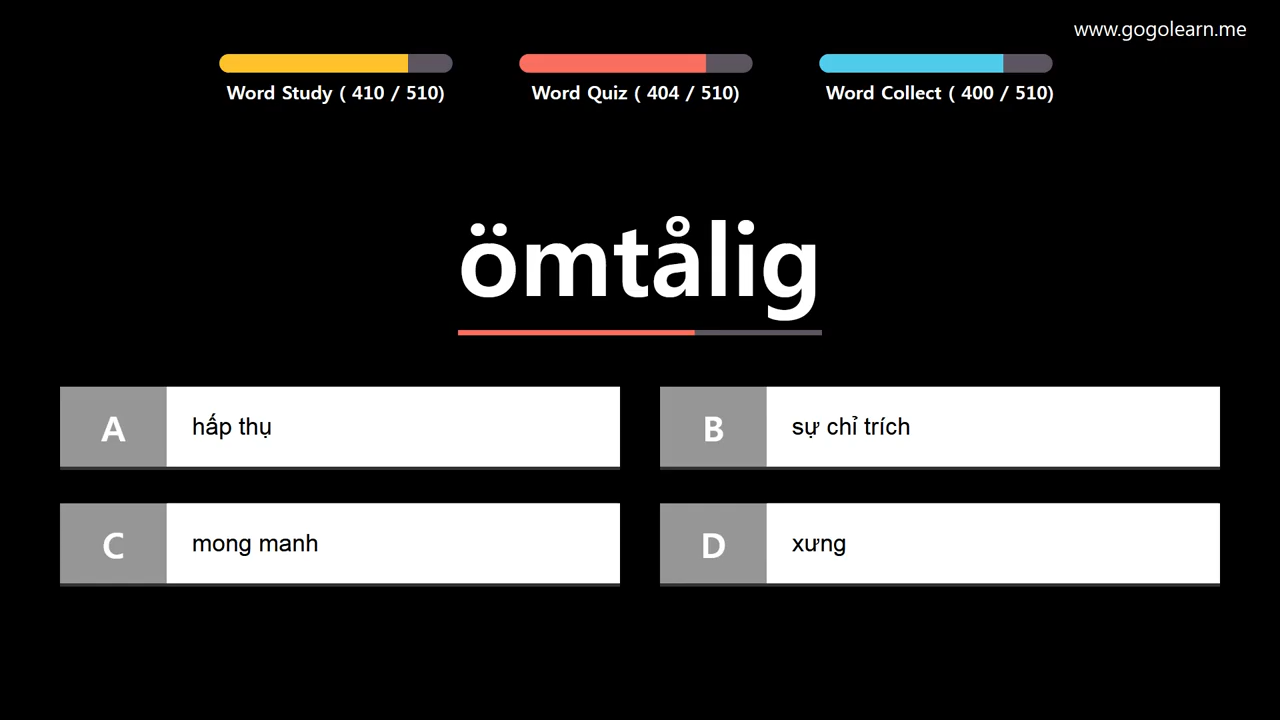 www.gogolearn.me
Word Study ( 410 / 510)
Word Quiz ( 404 / 510)
Word Collect ( 400 / 510)
ömtålig
A hấp thụ
B sự chỉ trích
C mong manh
D xưng